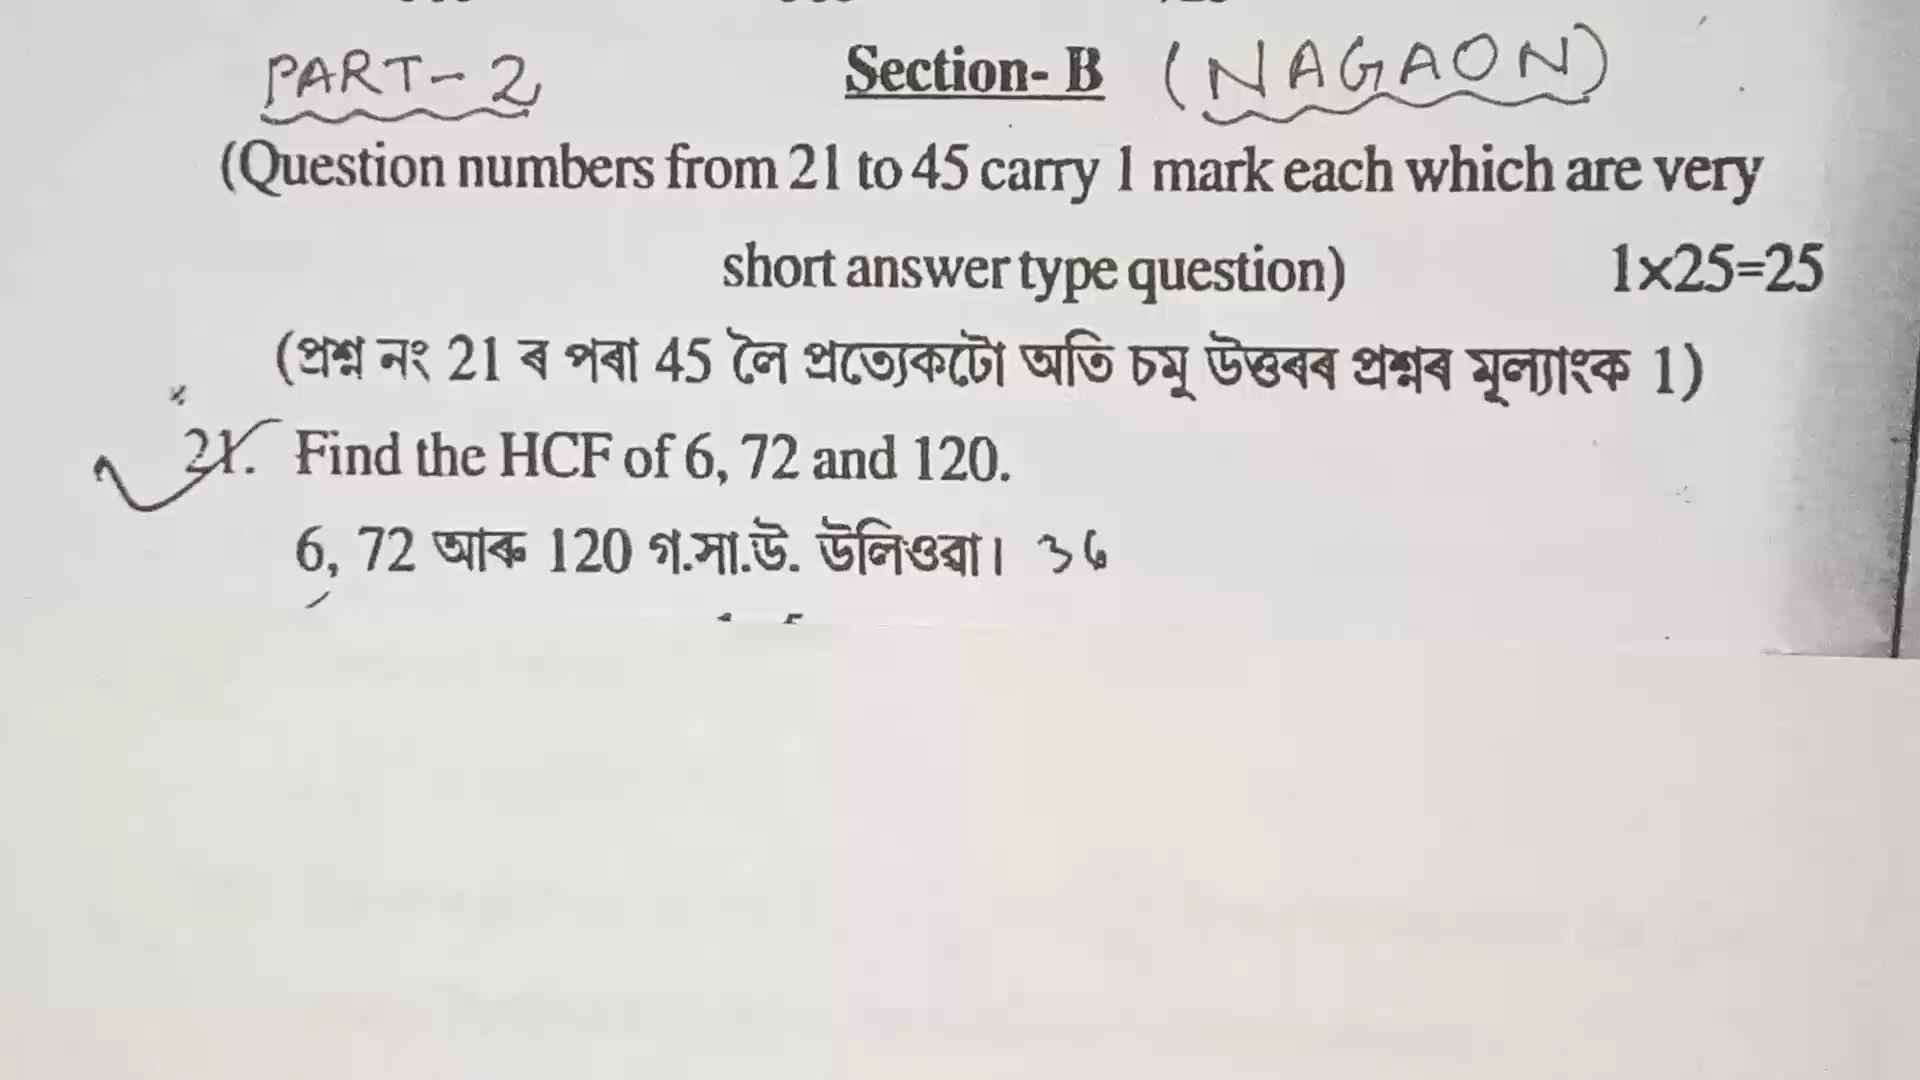 PART-2 Section- B (NAGAON)
(Question numbers from 21 to 45 carry 1 mark each which are very
short answer type question) 1×25=25
(প্ৰশ্ন নং 21 ৰ পৰা 45 লৈ প্ৰত্যেকটো অতি চমু উত্তৰৰ প্ৰশ্নৰ মূল্যাংক 1)
21. Find the HCF of 6, 72 and 120.
6, 72 আৰু 120 গ.সা.উ. উলিওৱা।